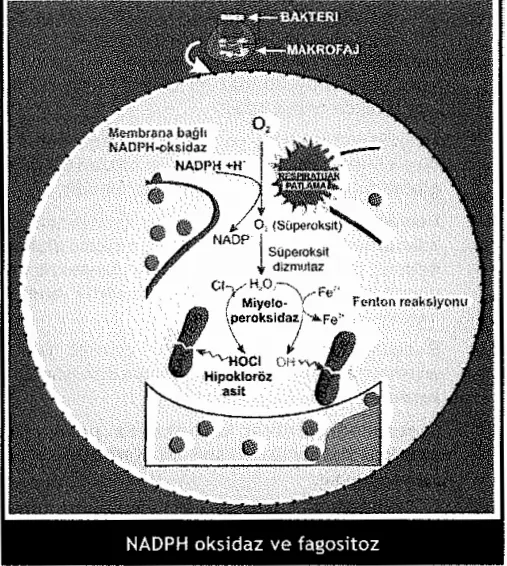 BAKTERİ
MAKROFAJ
O₂
Membrana bağlı
NADPH-oksidaz
NADPH +H⁺
RESPIRATUAR
PATLAMA
O₂ (Süperoksit)
NADP
Süperoksit
dizmutaz
Cl- H₂O₂ Fe²⁺
Miyelo-
peroksidaz
Fenton reaksiyonu
HOCl OH
Hipokloröz
asit
NADPH oksidaz ve fagositoz